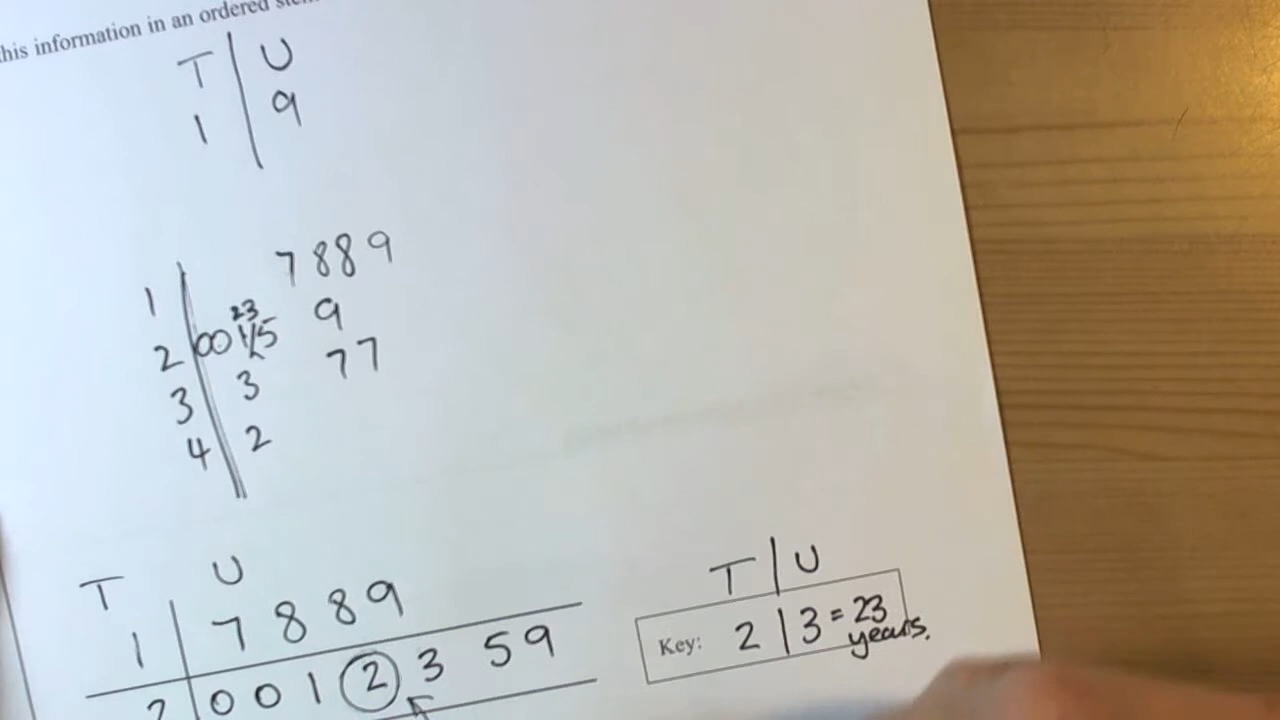 this information in an ordered
T | U
1 | 9
1 | 7 8 8 9
23
2 | 0 0 1 5 9
3 | 3 7 7
4 | 2
T U
1 | 7 8 8 9
2 | 0 0 1 2 3 5 9
T | U
Key: 2 | 3 = 23
years.